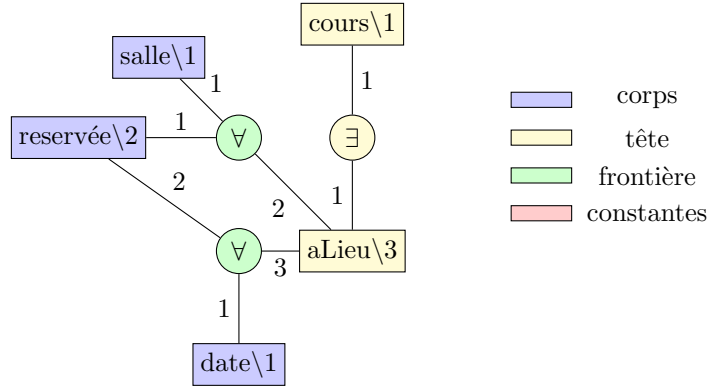 cours\1
salle\1
1
1
corps
reservée\2
1
∀
∃
tête
2
1
frontière
2
constantes
∀
aLieu\3
3
1
date\1